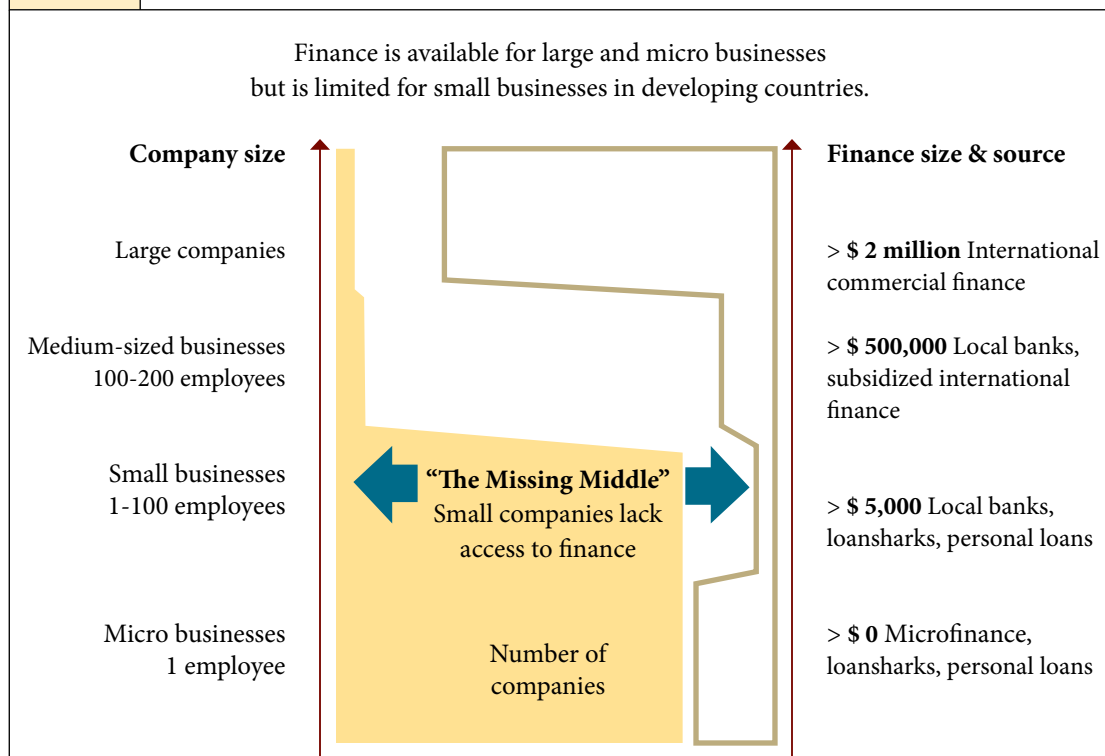 Finance is available for large and micro businesses
but is limited for small businesses in developing countries.
Company size
Finance size & source
Large companies
> $ 2 million International
commercial finance
Medium-sized businesses
100-200 employees
> $ 500,000 Local banks,
subsidized international
finance
Small businesses
1-100 employees
“The Missing Middle”
Small companies lack
access to finance
> $ 5,000 Local banks,
loansharks, personal loans
Micro businesses
1 employee
Number of
companies
> $ 0 Microfinance,
loansharks, personal loans